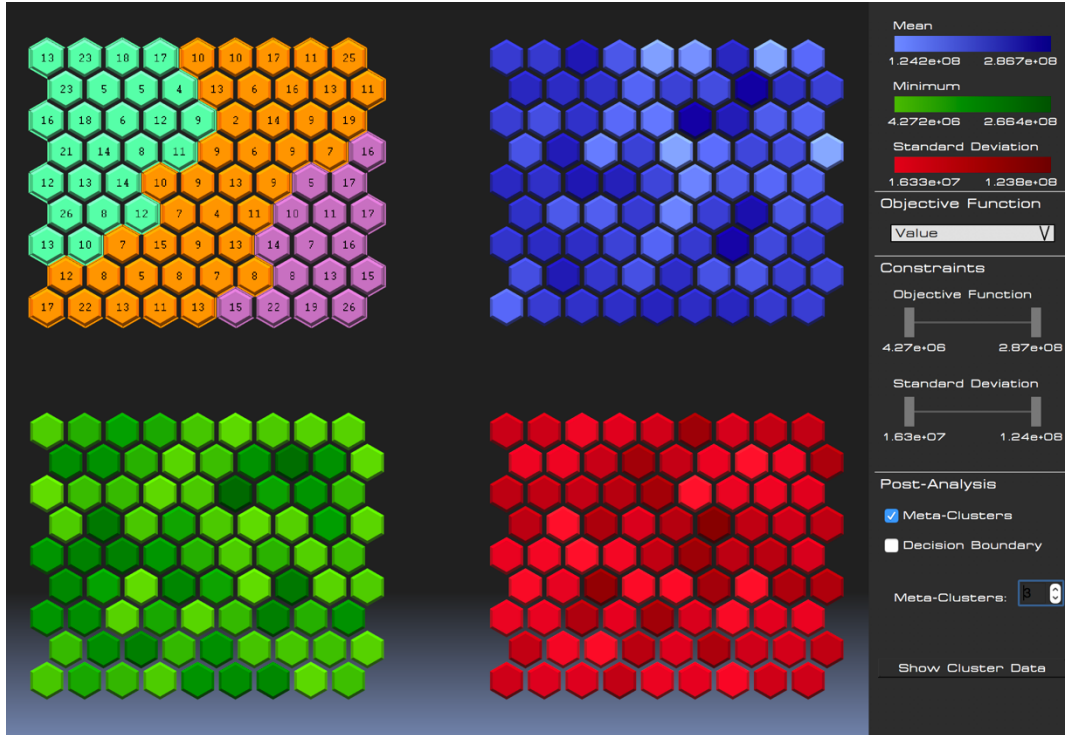 13 23 18 17 10 10 17 11 25
23 5 5 4 13 6 16 13 11
16 18 6 12 9 2 14 9 19
21 14 8 11 9 6 9 7 16
12 13 14 10 9 13 9 5 17
26 8 12 7 4 11 10 11 17
13 10 7 15 9 13 14 7 16
12 8 5 8 7 8 8 13 15
17 22 13 11 13 15 22 19 26
Mean
1.242e+08 2.867e+08
Minimum
4.272e+06 2.664e+08
Standard Deviation
1.633e+07 1.238e+08
Objective Function
Value
Constraints
Objective Function
4.27e+06 2.87e+08
Standard Deviation
1.63e+07 1.24e+08
Post-Analysis
Meta-Clusters
Decision Boundary
Meta-Clusters: 3
Show Cluster Data